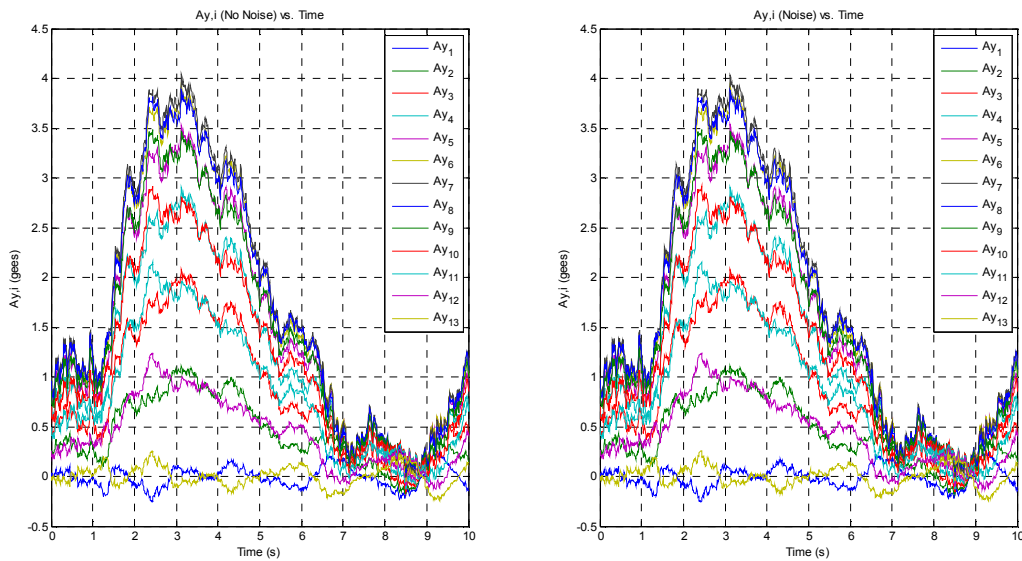 Ay,i (No Noise) vs. Time
4.5
4
3.5
3
2.5
2
1.5
1
0.5
0
-0.5
Ay,i (gees)
0 1 2 3 4 5 6 7 8 9 10
Time (s)
Ay1
Ay2
Ay3
Ay4
Ay5
Ay6
Ay7
Ay8
Ay9
Ay10
Ay11
Ay12
Ay13
Ay,i (Noise) vs. Time
4.5
4
3.5
3
2.5
2
1.5
1
0.5
0
-0.5
Ay,i (gees)
0 1 2 3 4 5 6 7 8 9 10
Time (s)
Ay1
Ay2
Ay3
Ay4
Ay5
Ay6
Ay7
Ay8
Ay9
Ay10
Ay11
Ay12
Ay13